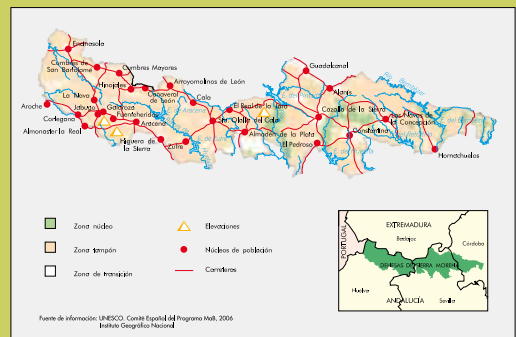 Encinasola
Cumbres de
San Bartolomé
Cumbres Mayores
Hinojales
Arroyomolinos de León
Guadalcanal
La Nava
Cañaveral
de León
Cala
Alanís
Aroche
Jabugo
Galaroza
Fuenteheridos
El Real de la Jara
Cazalla de la Sierra
Las Navas de
la Concepción
Cortegana
Aracena
Sta. Olalla del Cala
Almonaster la Real
Almadén de la Plata
Constantina
Higuera de
la Sierra
Zufre
El Pedroso
Hornachuelos
Zona núcleo
Elevaciones
Zona tampón
Núcleos de población
Zona de transición
Carreteras
PORTUGAL
EXTREMADURA
Badajoz
Córdoba
DEHESAS DE SIERRA MORENA
Huelva
Sevilla
ANDALUCÍA
Fuente de información: UNESCO. Comité Español del Programa MaB, 2006
Instituto Geográfico Nacional